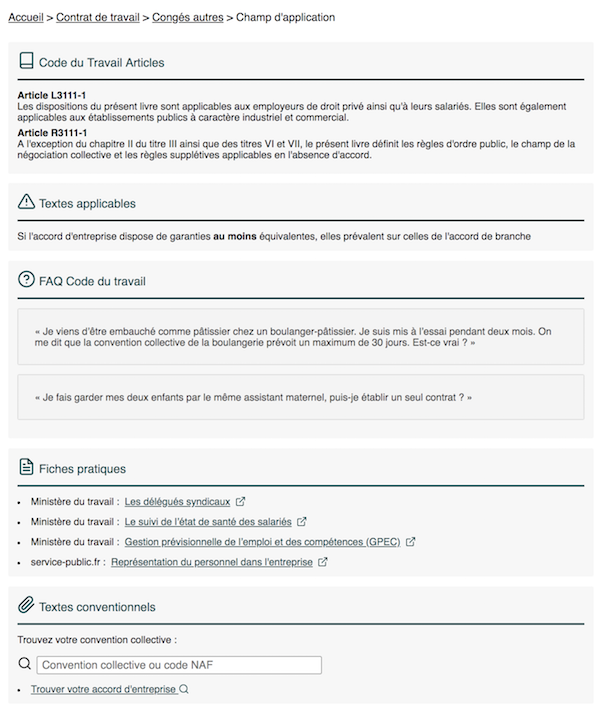 Accueil > Contrat de travail > Congés autres > Champ d'application
Code du Travail Articles
Article L3111-1
Les dispositions du présent livre sont applicables aux employeurs de droit privé ainsi qu'à leurs salariés. Elles sont également
applicables aux établissements publics à caractère industriel et commercial.
Article R3111-1
A l'exception du chapitre II du titre III ainsi que des titres VI et VII, le présent livre définit les règles d'ordre public, le champ de la
négociation collective et les règles supplétives applicables en l'absence d'accord.
Textes applicables
Si l'accord d'entreprise dispose de garanties au moins équivalentes, elles prévalent sur celles de l'accord de branche
FAQ Code du travail
« Je viens d'être embauché comme pâtissier chez un boulanger-pâtissier. Je suis mis à l'essai pendant deux mois. On
me dit que la convention collective de la boulangerie prévoit un maximum de 30 jours. Est-ce vrai ? »
« Je fais garder mes deux enfants par le même assistant maternel, puis-je établir un seul contrat ? »
Fiches pratiques
• Ministère du travail : Les délégués syndicaux
• Ministère du travail : Le suivi de l'état de santé des salariés
• Ministère du travail : Gestion prévisionnelle de l'emploi et des compétences (GPEC)
• service-public.fr : Représentation du personnel dans l'entreprise
Textes conventionnels
Trouvez votre convention collective :
Convention collective ou code NAF
• Trouver votre accord d'entreprise